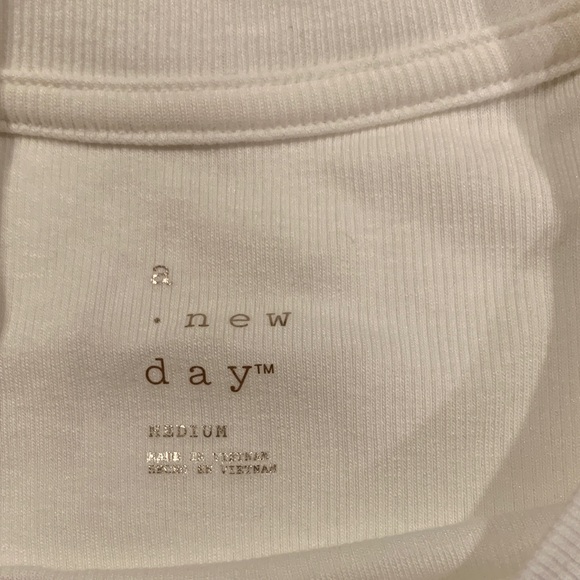 a
. new
day™
MEDIUM
MADE IN VIETNAM
HECHO EN VIETNAM